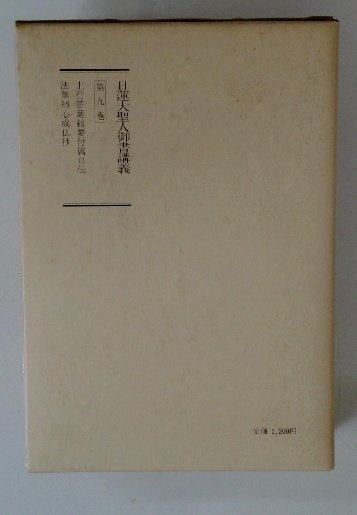 日蓮大聖人御書講義
第九巻
上行菩薩結要付属口伝
法華初心成仏抄
定価 2,200円